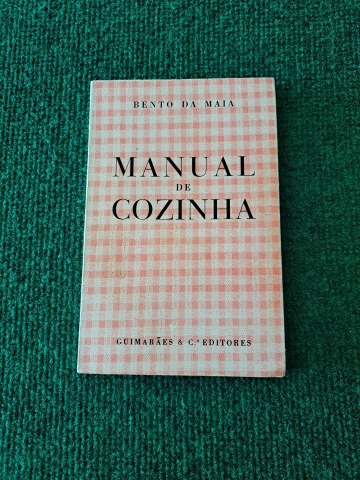 BENTO DA MAIA
MANUAL
DE
COZINHA
GUIMARÃES & C.ª EDITORES